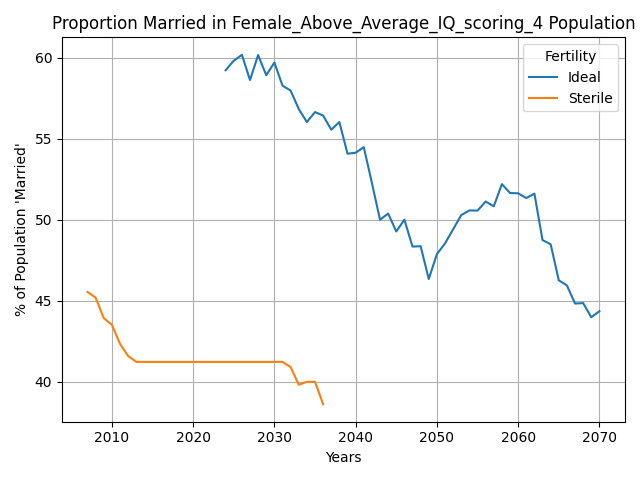 Proportion Married in Female_Above_Average_IQ_scoring_4 Population
Fertility
Ideal
Sterile
% of Population 'Married'
60
55
50
45
40
2010 2020 2030 2040 2050 2060 2070
Years